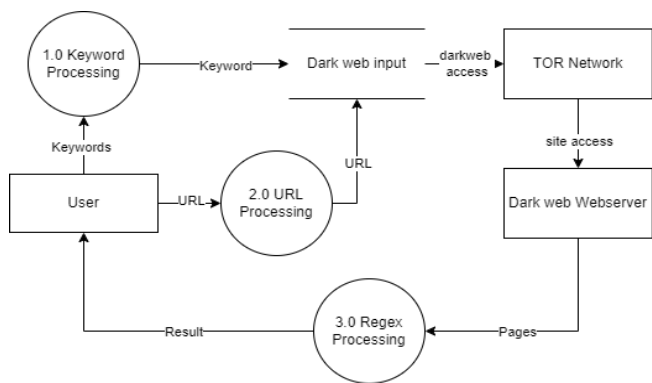 1.0 Keyword
Processing
Keyword
Dark web input
darkweb
access
TOR Network
Keywords
URL
site access
User
URL
2.0 URL
Processing
Dark web Webserver
Result
3.0 Regex
Processing
Pages